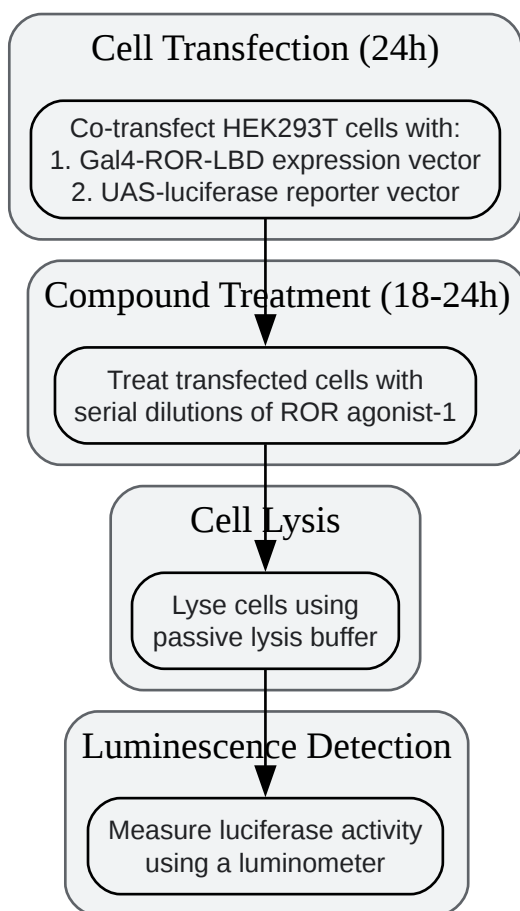 Cell Transfection (24h)
Co-transfect HEK293T cells with:
1. Gal4-ROR-LBD expression vector
2. UAS-luciferase reporter vector
Compound Treatment (18-24h)
Treat transfected cells with
serial dilutions of ROR agonist-1
Cell Lysis
Lyse cells using
passive lysis buffer
Luminescence Detection
Measure luciferase activity
using a luminometer